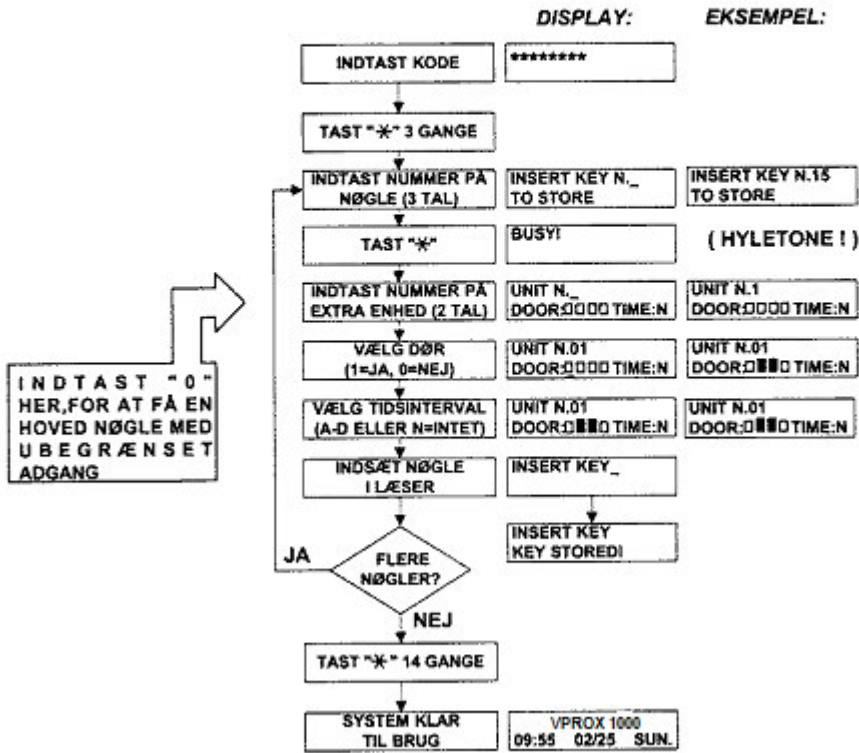 DISPLAY: EKSEMPEL:
INDTAST KODE
********
TAST "*" 3 GANGE
INDTAST NUMMER PÅ
NØGLE (3 TAL)
INSERT KEY N._
TO STORE
INSERT KEY N.15
TO STORE
TAST "*"
BUSY!
( HYLETONE ! )
INDTAST NUMMER PÅ
EXTRA ENHED (2 TAL)
UNIT N._
DOOR:▯▯▯▯ TIME:N
UNIT N.1
DOOR:▯▯▯▯ TIME:N
VÆLG DØR
(1=JA, 0=NEJ)
UNIT N.01
DOOR:▯▯▯▯ TIME:N
UNIT N.01
DOOR:▯▮▮▯ TIME:N
VÆLG TIDSINTERVAL
(A-D ELLER N=INTET)
UNIT N.01
DOOR:▯▮▮▯ TIME:N
UNIT N.01
DOOR:▯▮▮▯ TIME:N
INDTAST "0"
HER,FOR AT FÅ EN
HOVED NØGLE MED
UBEGRÆNSET
ADGANG
INDSÆT NØGLE
I LÆSER
INSERT KEY_
INSERT KEY
KEY STORED!
JA
FLERE
NØGLER?
NEJ
TAST "*" 14 GANGE
SYSTEM KLAR
TIL BRUG
VPROX 1000
09:55 02/25 SUN.